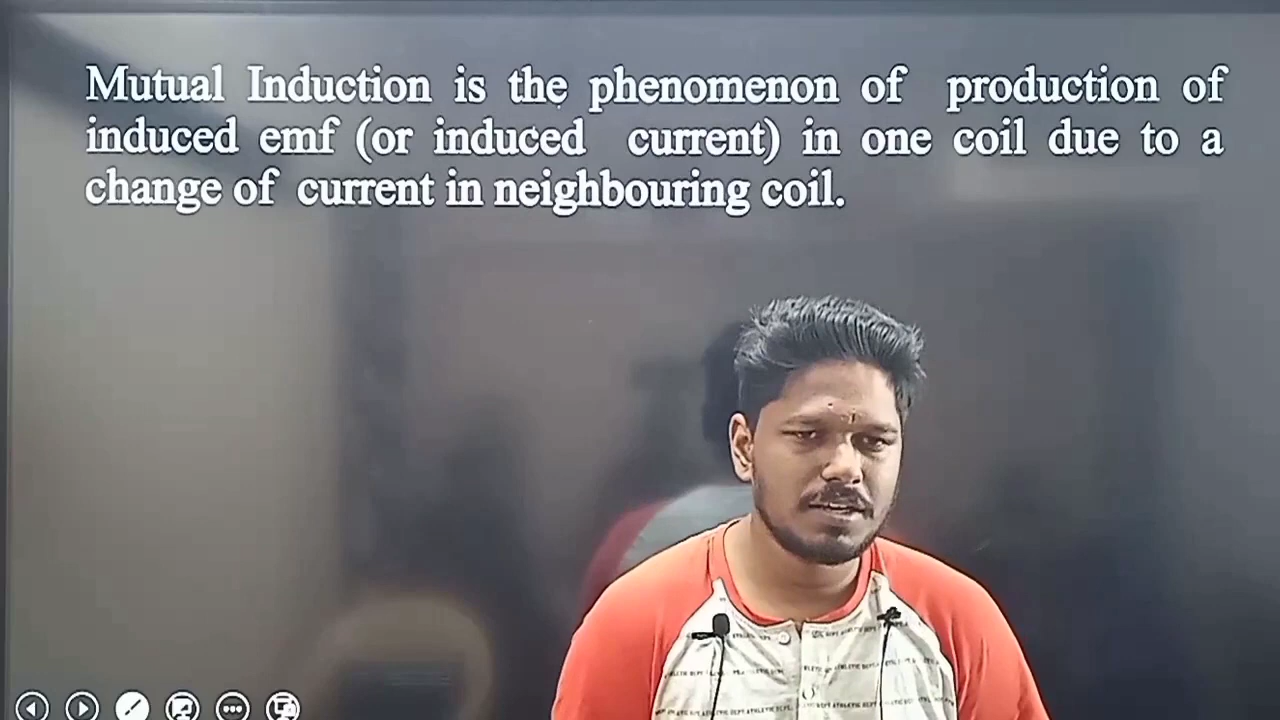 Mutual Induction is the phenomenon of production of
induced emf (or induced current) in one coil due to a
change of current in neighbouring coil.